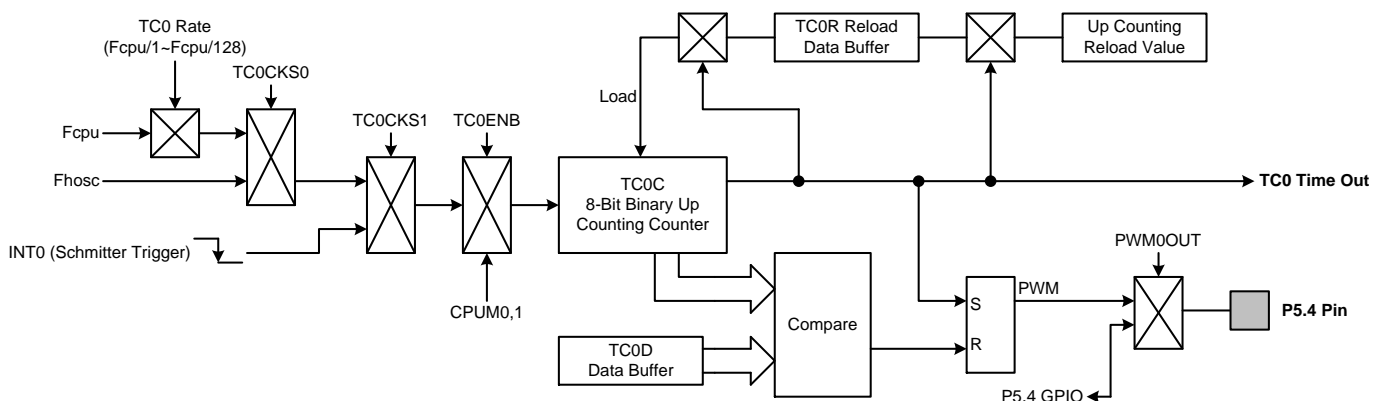 TC0 Rate
(Fcpu/1~Fcpu/128)
TC0CKS0
Fcpu
Fhosc
INT0 (Schmitter Trigger)
TC0CKS1
TC0ENB
CPUM0,1
Load
TC0R Reload
Data Buffer
Up Counting
Reload Value
TC0C
8-Bit Binary Up
Counting Counter
TC0 Time Out
TC0D
Data Buffer
Compare
S
R
PWM
PWM0OUT
P5.4 Pin
P5.4 GPIO